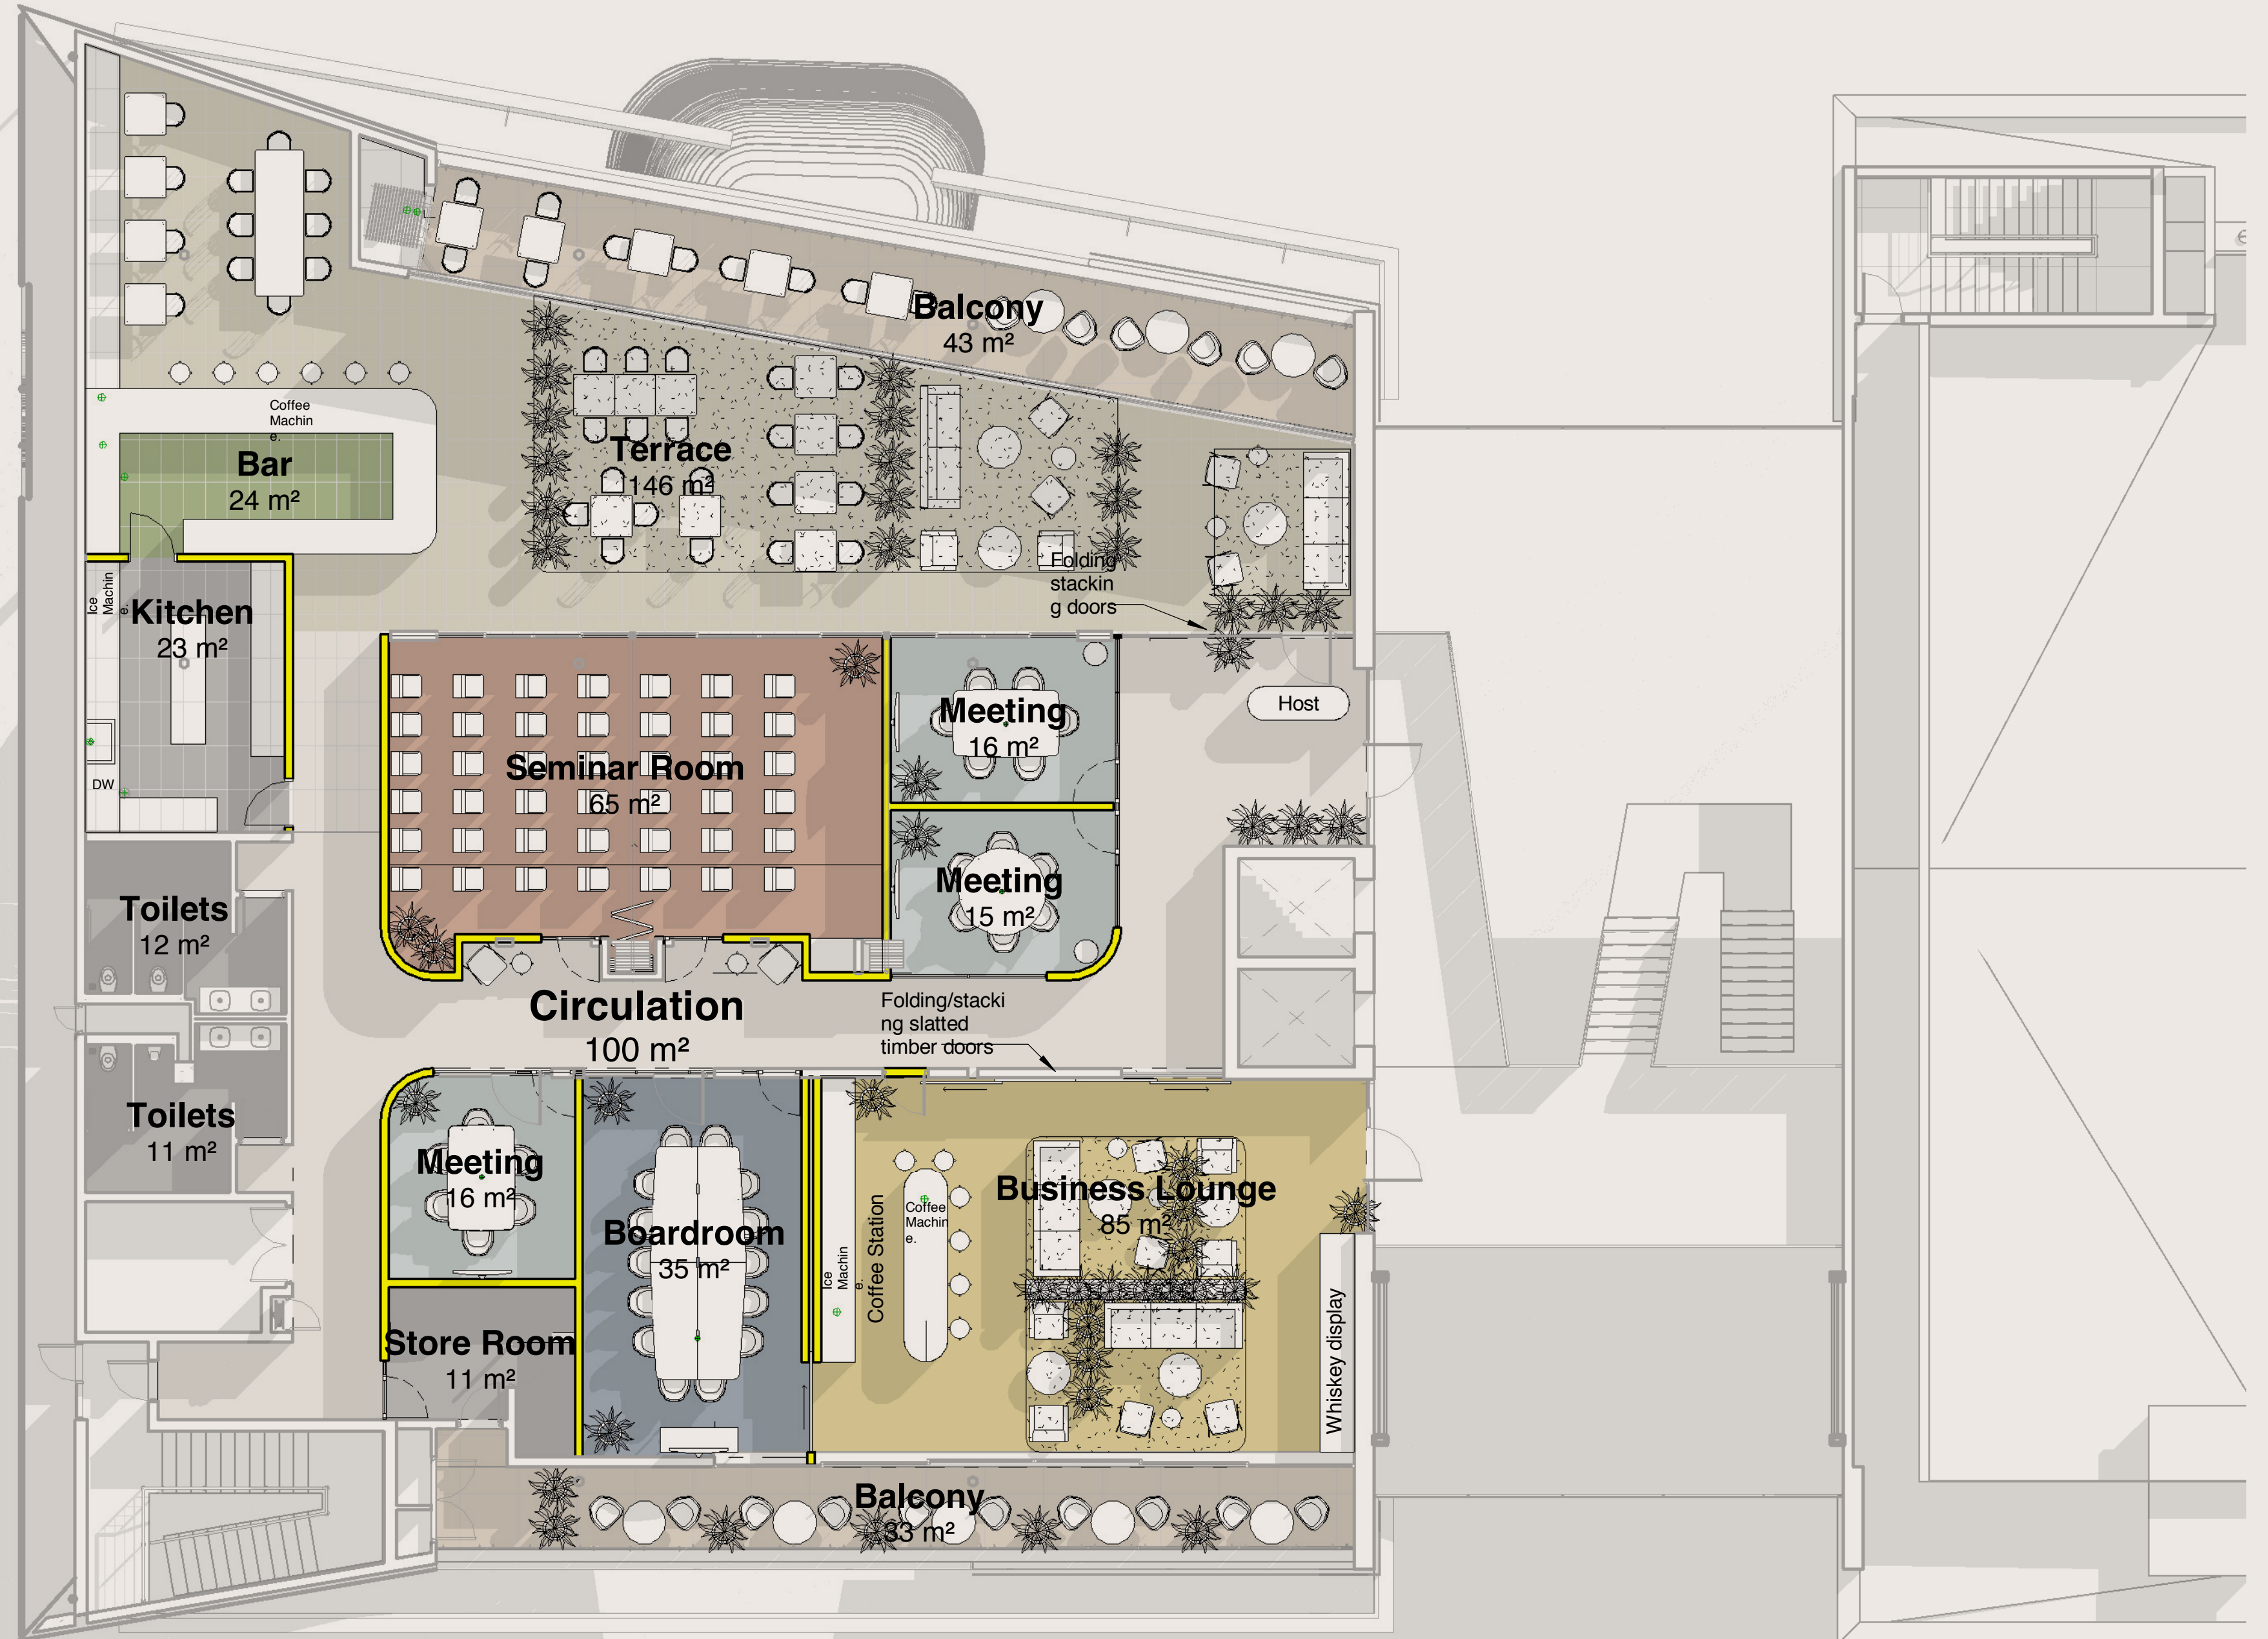 Balcony
43 m²
Coffee
Machin
e.
Bar
24 m²
Terrace
146 m²
Folding
stackin
g doors
Ice
Machin
e.
Kitchen
23 m²
DW
Host
Meeting
16 m²
Seminar Room
65 m²
Meeting
15 m²
Toilets
12 m²
Circulation
100 m²
Folding/stacki
ng slatted
timber doors
Toilets
11 m²
Meeting
16 m²
Boardroom
35 m²
Ice
Machin
e.
Coffee Station
Coffee
Machin
e.
Business Lounge
85 m²
Whiskey display
Store Room
11 m²
Balcony
33 m²